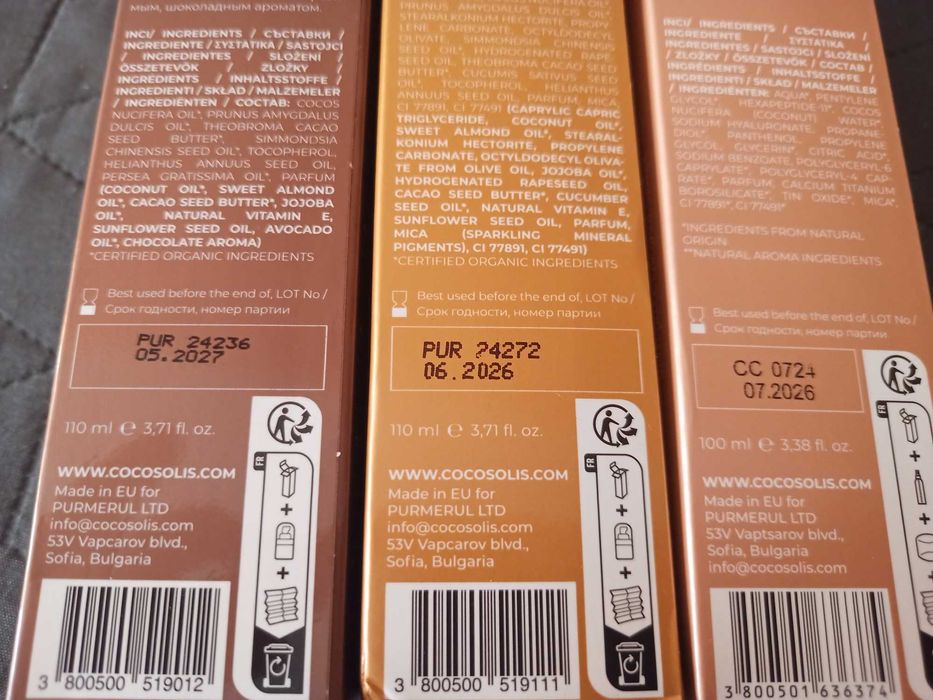 мым, шоколадным ароматом.
INCI/ INGREDIENTS / СЪСТАВКИ /
INGREDIENTE / ΣΥΣΤΑΤΙΚΑ / SASTOJCI
/ INGREDIENTES / SLOŽENÍ /
ÖSSZETEVŐK / ZLOŽKY /
INGREDIENTS / INHALTSSTOFFE /
INGREDIENTI / SKŁAD / MALZEMELER
/ INGREDIËNTEN / СОСТАВ: COCOS
NUCIFERA OIL*, PRUNUS AMYGDALUS
DULCIS OIL*, THEOBROMA CACAO
SEED BUTTER*, SIMMONDSIA
CHINENSIS SEED OIL*, TOCOPHEROL,
HELIANTHUS ANNUUS SEED OIL,
PERSEA GRATISSIMA OIL*, PARFUM
(COCONUT OIL*, SWEET ALMOND
OIL*, CACAO SEED BUTTER*, JOJOBA
OIL*, NATURAL VITAMIN E,
SUNFLOWER SEED OIL, AVOCADO
OIL*, CHOCOLATE AROMA)
*CERTIFIED ORGANIC INGREDIENTS
Best used before the end of, LOT No /
Срок годности, номер партии
PUR 24236
05.2027
110 ml ℮ 3,71 fl. oz.
WWW.COCOSOLIS.COM
Made in EU for
PURMERUL LTD
info@cocosolis.com
53V Vapcarov blvd.,
Sofia, Bulgaria
FR
+
+
3 800500 519012
PRUNUS AMYGDALUS DULCIS OIL*,
STEARALKONIUM HECTORITE, PROPY-
LENE CARBONATE, OCTYLDODECYL
OLIVATE, SIMMONDSIA CHINENSIS
SEED OIL*, HYDROGENATED RAPE-
SEED OIL, THEOBROMA CACAO SEED
BUTTER*, CUCUMIS SATIVUS SEED
OIL*, TOCOPHEROL, HELIANTHUS
ANNUUS SEED OIL, PARFUM, MICA,
CI 77891, CI 77491 (CAPRYLIC CAPRIC
TRIGLYCERIDE, COCONUT OIL*,
SWEET ALMOND OIL*, STEARAL-
KONIUM HECTORITE, PROPYLENE
CARBONATE, OCTYLDODECYL OLIVA-
TE FROM OLIVE OIL, JOJOBA OIL*,
HYDROGENATED RAPESEED OIL,
CACAO SEED BUTTER*, CUCUMBER
SEED OIL*, NATURAL VITAMIN E,
SUNFLOWER SEED OIL, PARFUM,
MICA (SPARKLING MINERAL
PIGMENTS), CI 77891, CI 77491)
*CERTIFIED ORGANIC INGREDIENTS
Best used before the end of, LOT No /
Срок годности, номер партии
PUR 24272
06.2026
110 ml ℮ 3,71 fl. oz.
WWW.COCOSOLIS.COM
Made in EU for
PURMERUL LTD
info@cocosolis.com
53V Vapcarov blvd.,
Sofia, Bulgaria
FR
+
+
3 800500 519111
INCI/ INGREDIENTS / СЪСТАВКИ /
INGREDIENTE / ΣΥΣΤΑΤΙΚΑ /
INGREDIENTES / SASTOJCI / SLOŽENÍ
/ ZLOŽKY / ÖSSZETEVŐK / СОСТАВ /
INGRÉDIENTS / INHALTSSTOFFE /
INGREDIENTI / SKŁAD / MALZEMELER
/ INGREDIËNTEN: AQUA*, PENTYLENE
GLYCOL*, HEXAPEPTIDE-1*, COCOS
NUCIFERA (COCONUT) WATER*,
SODIUM HYALURONATE, PROPANE-
DIOL*, PANTHENOL, PROPYLENE
GLYCOL, GLYCERIN*, CITRIC ACID*,
SODIUM BENZOATE, POLYGLYCERYL-6
CAPRYLATE*, POLYGLYCERYL-4 CAP-
RATE*, PARFUM, CALCIUM TITANIUM
BOROSILICATE*, TIN OXIDE*, MICA*,
CI 77891*, CI 77491*
*INGREDIENTS FROM NATURAL
ORIGIN
**NATURAL AROMA INGREDIENTS
Best used before the end of, LOT No /
Срок годности, номер партии
CC 0724
07.2026
100 ml ℮ 3,38 fl. oz.
WWW.COCOSOLIS.COM
Made in EU for
PURMERUL LTD
53V Vaptsarov blvd.,
Sofia, Bulgaria
info@cocosolis.com
FR
+
+
+
3 800501 636374